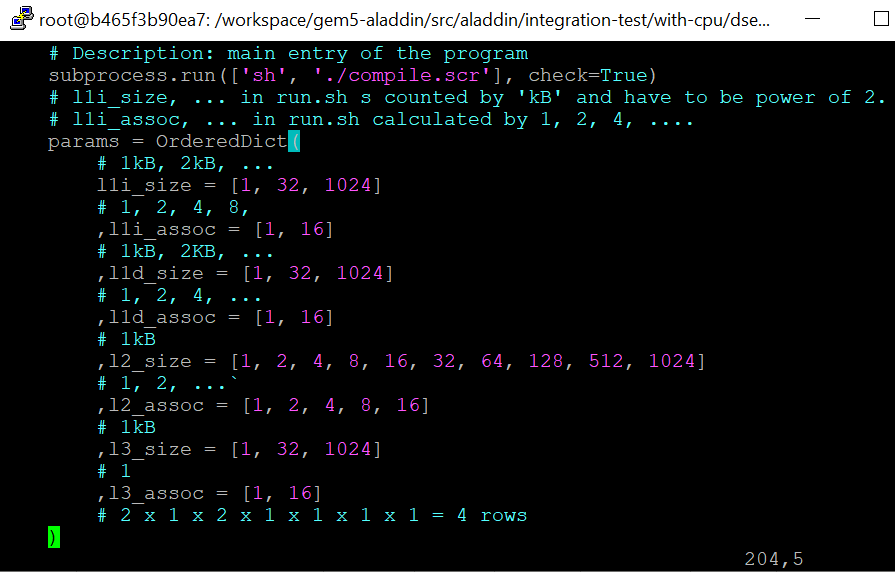 root@b465f3b90ea7: /workspace/gem5-aladdin/src/aladdin/integration-test/with-cpu/dse...
# Description: main entry of the program
subprocess.run(['sh', './compile.scr'], check=True)
# l1i_size, ... in run.sh s counted by 'kB' and have to be power of 2.
# l1i_assoc, ... in run.sh calculated by 1, 2, 4, ....
params = OrderedDict(
# 1kB, 2kB, ...
l1i_size = [1, 32, 1024]
# 1, 2, 4, 8,
,l1i_assoc = [1, 16]
# 1kB, 2KB, ...
,l1d_size = [1, 32, 1024]
# 1, 2, 4, ...
,l1d_assoc = [1, 16]
# 1kB
,l2_size = [1, 2, 4, 8, 16, 32, 64, 128, 512, 1024]
# 1, 2, ...`
,l2_assoc = [1, 2, 4, 8, 16]
# 1kB
,l3_size = [1, 32, 1024]
# 1
,l3_assoc = [1, 16]
# 2 x 1 x 2 x 1 x 1 x 1 x 1 = 4 rows
)
204,5